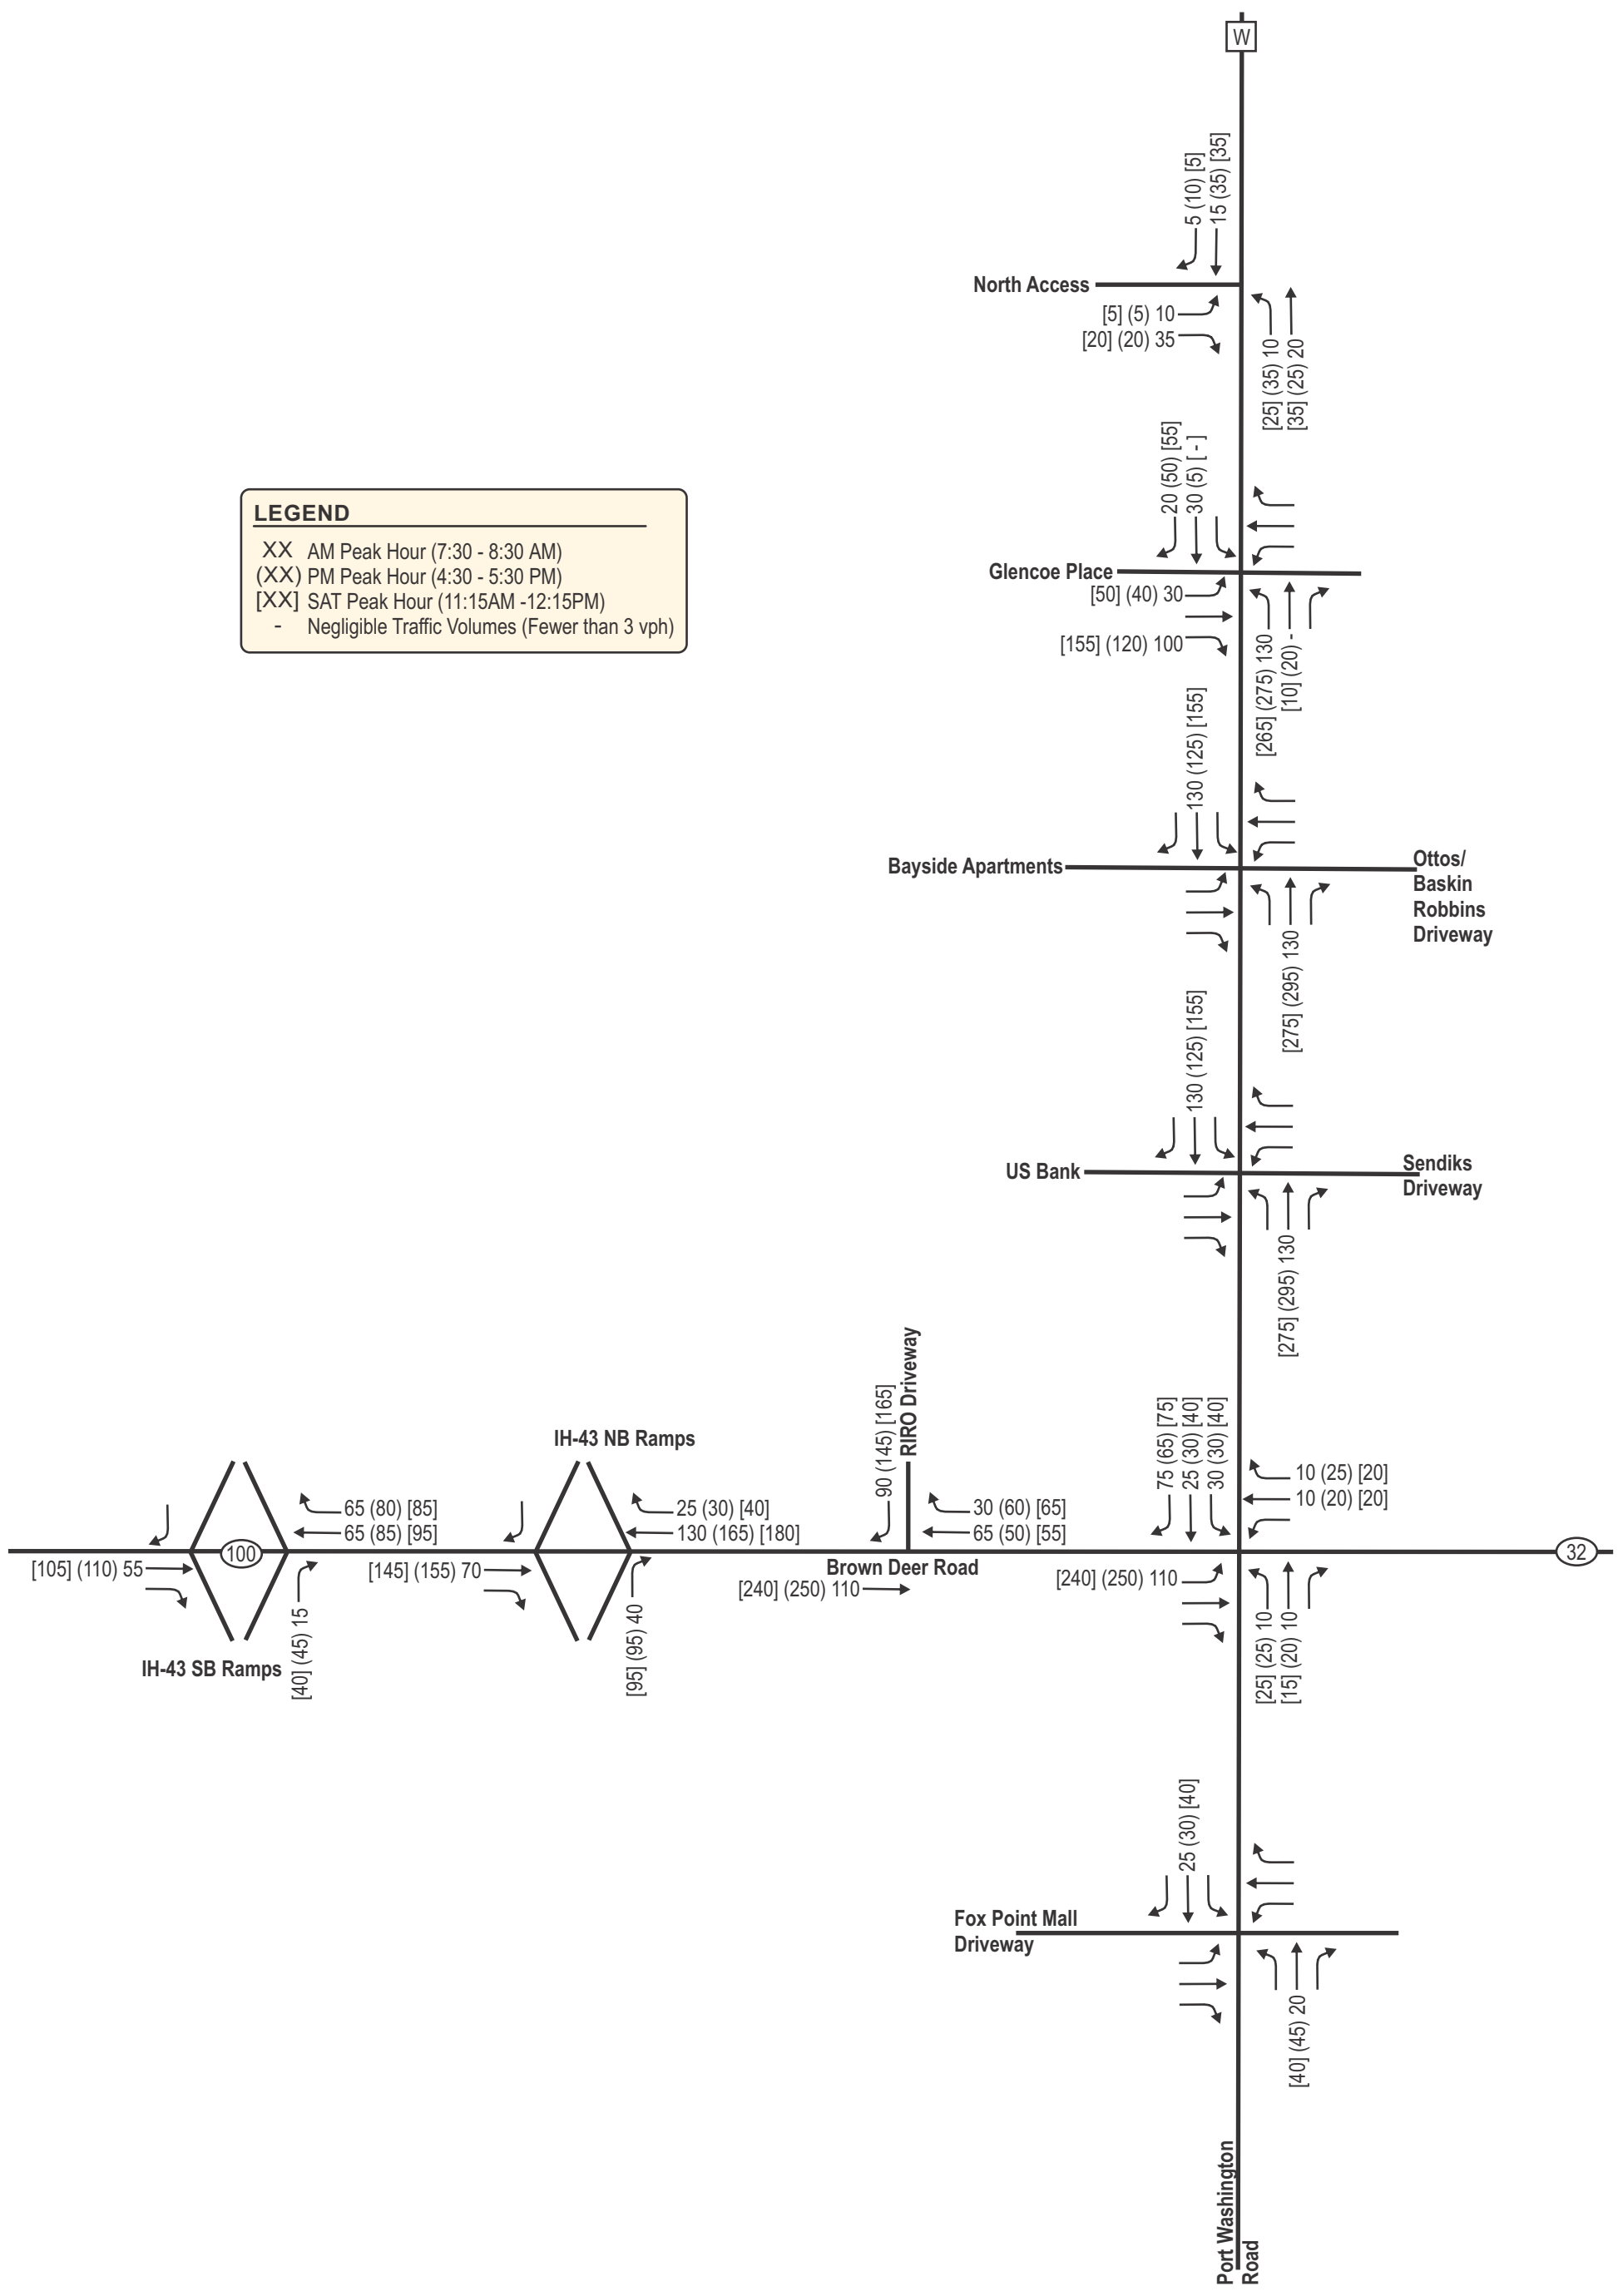 W
5 (10) [5]
15 (35) [35]
North Access
[5] (5) 10
[20] (20) 35
[25] (35) 10
[35] (25) 20
20 (50) [55]
30 (5) [ - ]
LEGEND
XX AM Peak Hour (7:30 - 8:30 AM)
(XX) PM Peak Hour (4:30 - 5:30 PM)
[XX] SAT Peak Hour (11:15AM -12:15PM)
- Negligible Traffic Volumes (Fewer than 3 vph)
Glencoe Place
[50] (40) 30
[155] (120) 100
[265] (275) 130
[10] (20) -
130 (125) [155]
Bayside Apartments
Ottos/
Baskin
Robbins
Driveway
[275] (295) 130
130 (125) [155]
US Bank
Sendiks
Driveway
[275] (295) 130
RIRO Driveway
90 (145) [165]
75 (65) [75]
25 (30) [40]
30 (30) [40]
IH-43 NB Ramps
10 (25) [20]
10 (20) [20]
65 (80) [85]
65 (85) [95]
25 (30) [40]
130 (165) [180]
30 (60) [65]
65 (50) [55]
100
32
[105] (110) 55
[145] (155) 70
Brown Deer Road
[240] (250) 110
[240] (250) 110
IH-43 SB Ramps
[40] (45) 15
[95] (95) 40
[25] (25) 10
[15] (20) 10
25 (30) [40]
Fox Point Mall
Driveway
[40] (45) 20
Port Washington
Road